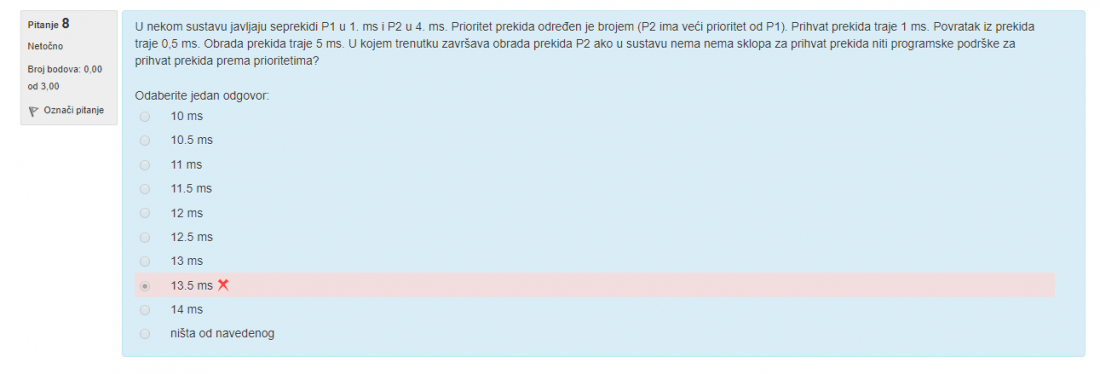 Pitanje 8
Netočno
Broj bodova: 0,00
od 3,00
Označi pitanje
U nekom sustavu javljaju seprekidi P1 u 1. ms i P2 u 4. ms. Prioritet prekida određen je brojem (P2 ima veći prioritet od P1). Prihvat prekida traje 1 ms. Povratak iz prekida
traje 0,5 ms. Obrada prekida traje 5 ms. U kojem trenutku završava obrada prekida P2 ako u sustavu nema nema sklopa za prihvat prekida niti programske podrške za
prihvat prekida prema prioritetima?
Odaberite jedan odgovor:
10 ms
10.5 ms
11 ms
11.5 ms
12 ms
12.5 ms
13 ms
13.5 ms
14 ms
ništa od navedenog